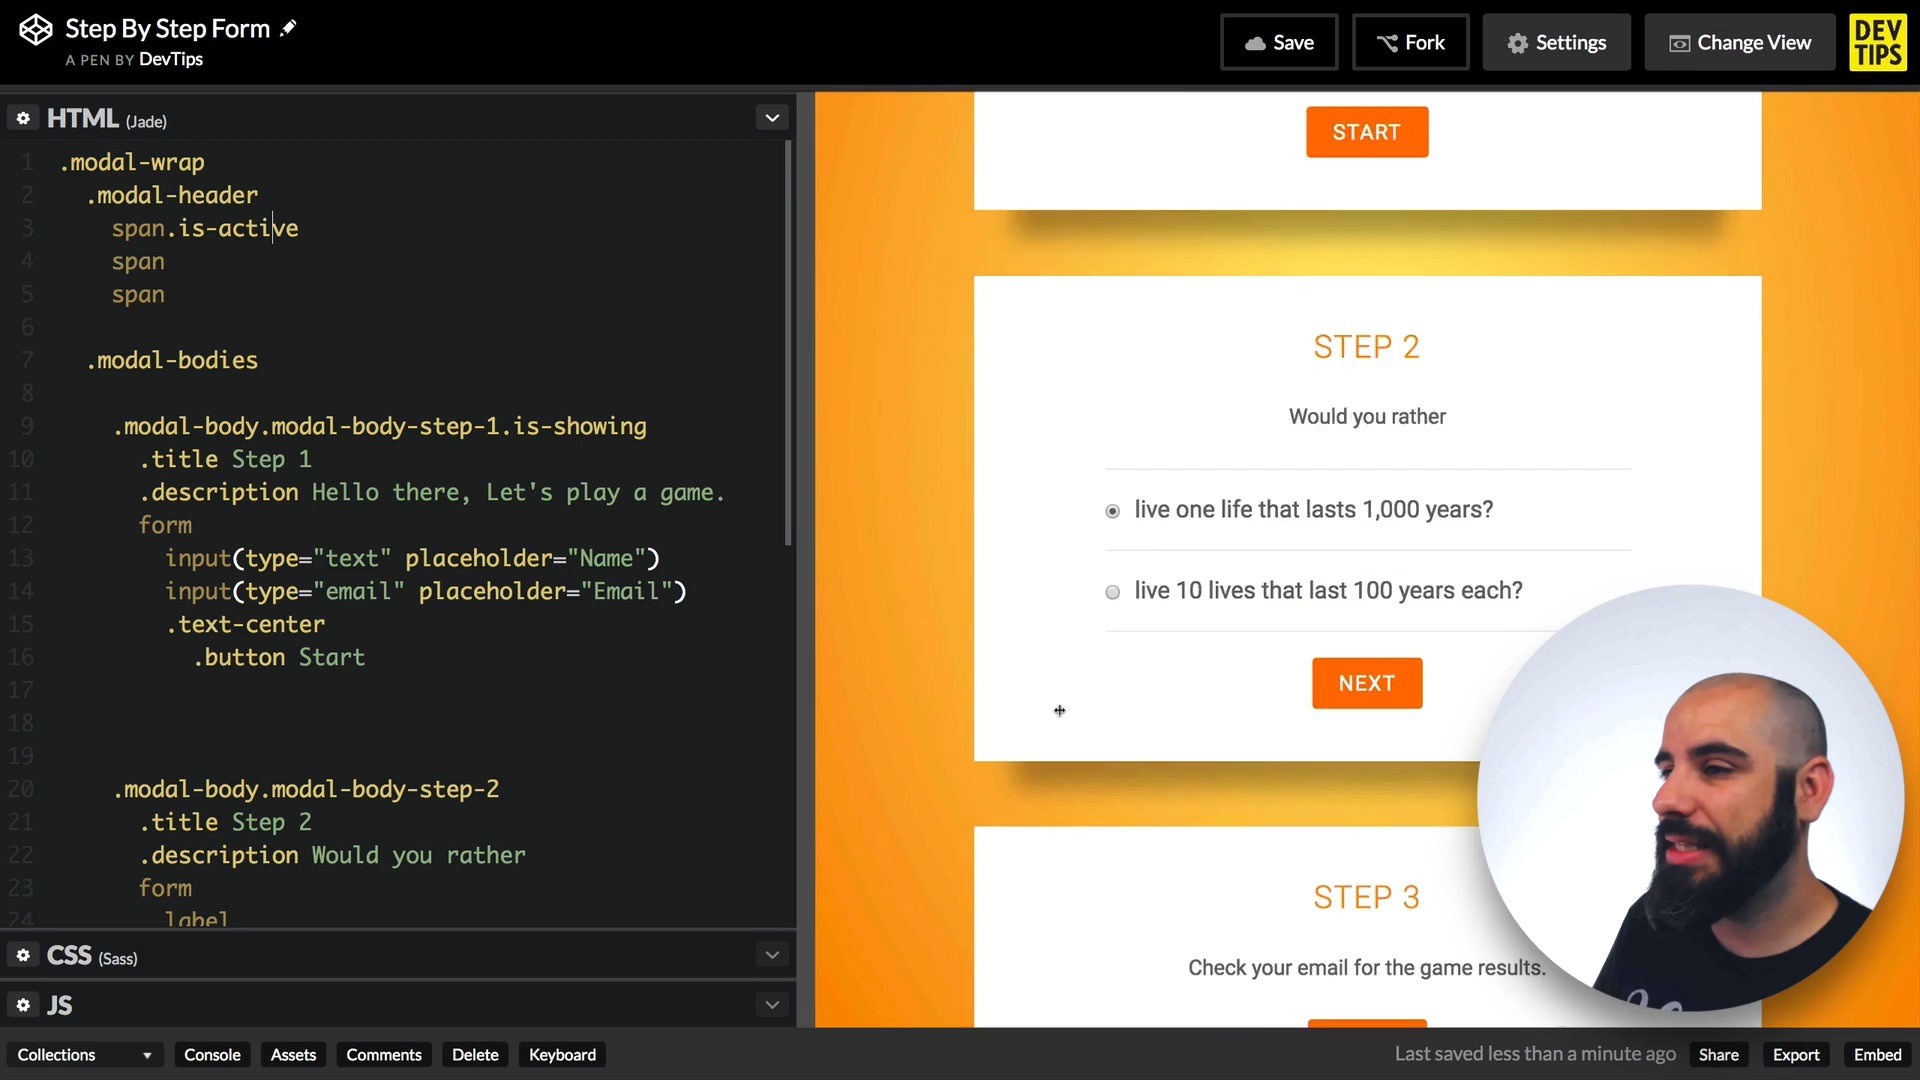 Step By Step Form
A PEN BY DevTips
Save
Fork
Settings
Change View
DEV
TIPS
HTML (Jade)
1 .modal-wrap
2 .modal-header
3 span.is-active
4 span
5 span
6
7 .modal-bodies
8
9 .modal-body.modal-body-step-1.is-showing
10 .title Step 1
11 .description Hello there, Let's play a game.
12 form
13 input(type="text" placeholder="Name")
14 input(type="email" placeholder="Email")
15 .text-center
16 .button Start
17
18
19
20 .modal-body.modal-body-step-2
21 .title Step 2
22 .description Would you rather
23 form
24 label
CSS (Sass)
JS
START
STEP 2
Would you rather
live one life that lasts 1,000 years?
live 10 lives that last 100 years each?
NEXT
STEP 3
Check your email for the game results.
Collections
Console
Assets
Comments
Delete
Keyboard
Last saved less than a minute ago
Share
Export
Embed